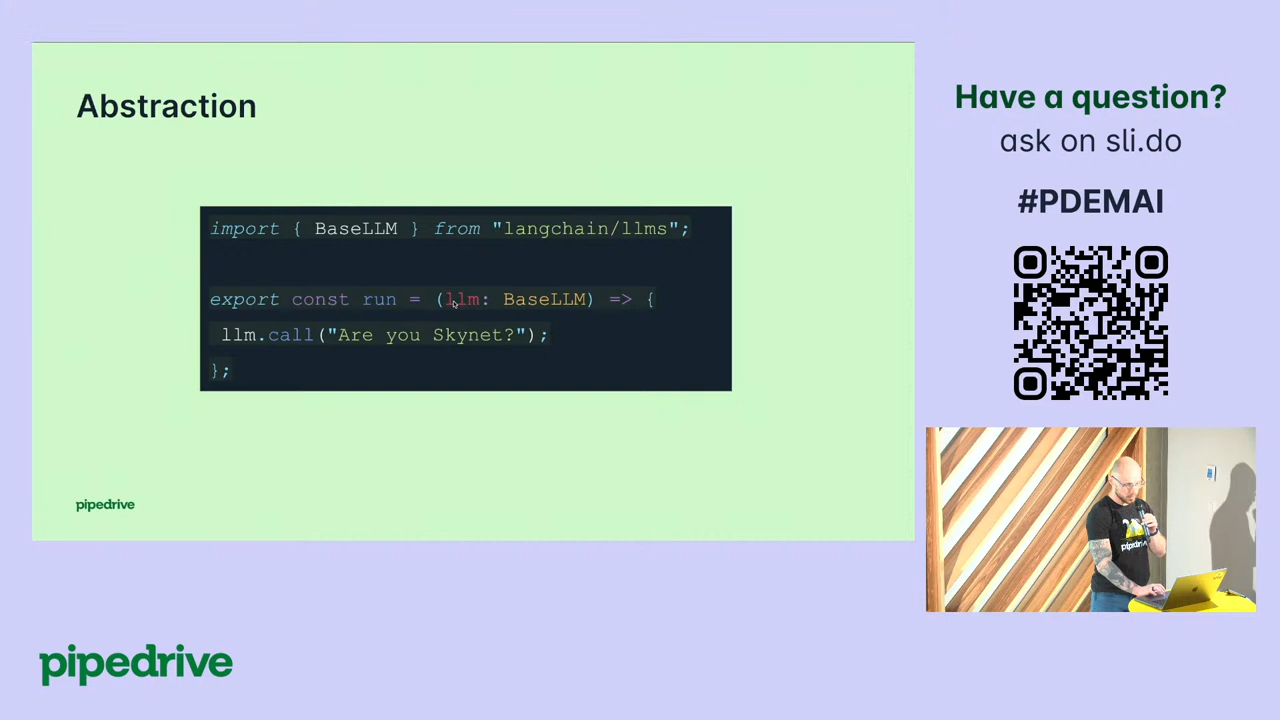 Abstraction
import { BaseLLM } from "langchain/llms";
export const run = (llm: BaseLLM) => {
llm.call("Are you Skynet?");
};
pipedrive
Have a question?
ask on sli.do
#PDEMAI
pipedrive
pipedrive